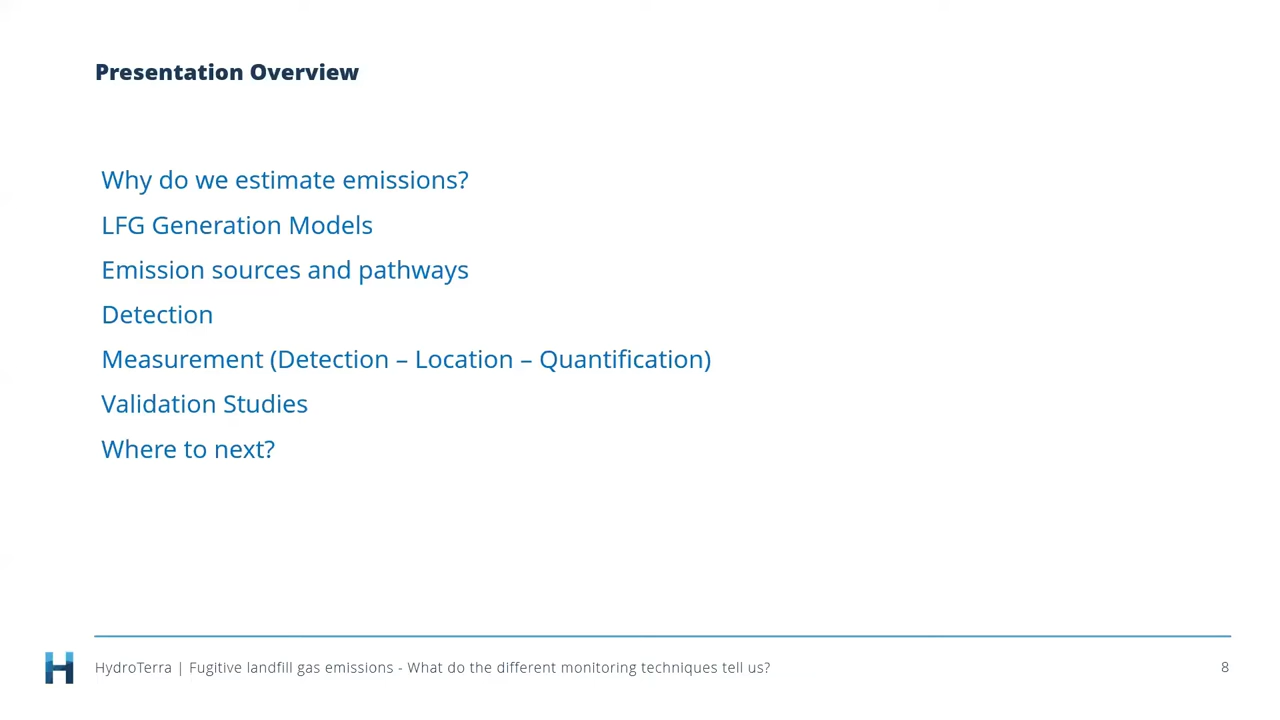 Presentation Overview
Why do we estimate emissions?
LFG Generation Models
Emission sources and pathways
Detection
Measurement (Detection – Location – Quantification)
Validation Studies
Where to next?
HydroTerra | Fugitive landfill gas emissions - What do the different monitoring techniques tell us?
8